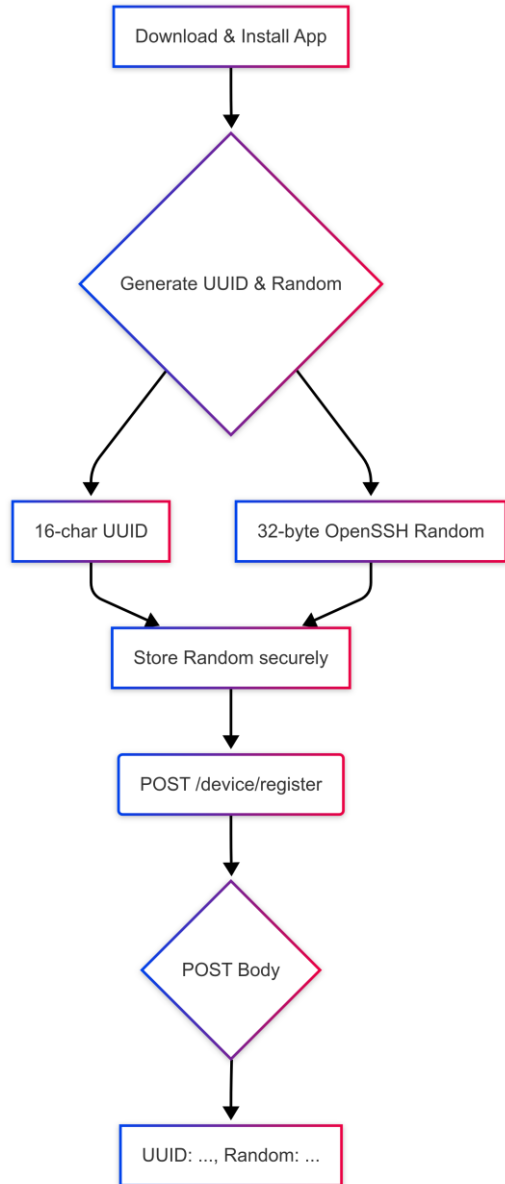 Download & Install App
Generate UUID & Random
16-char UUID
32-byte OpenSSH Random
Store Random securely
POST /device/register
POST Body
UUID: ..., Random: ...